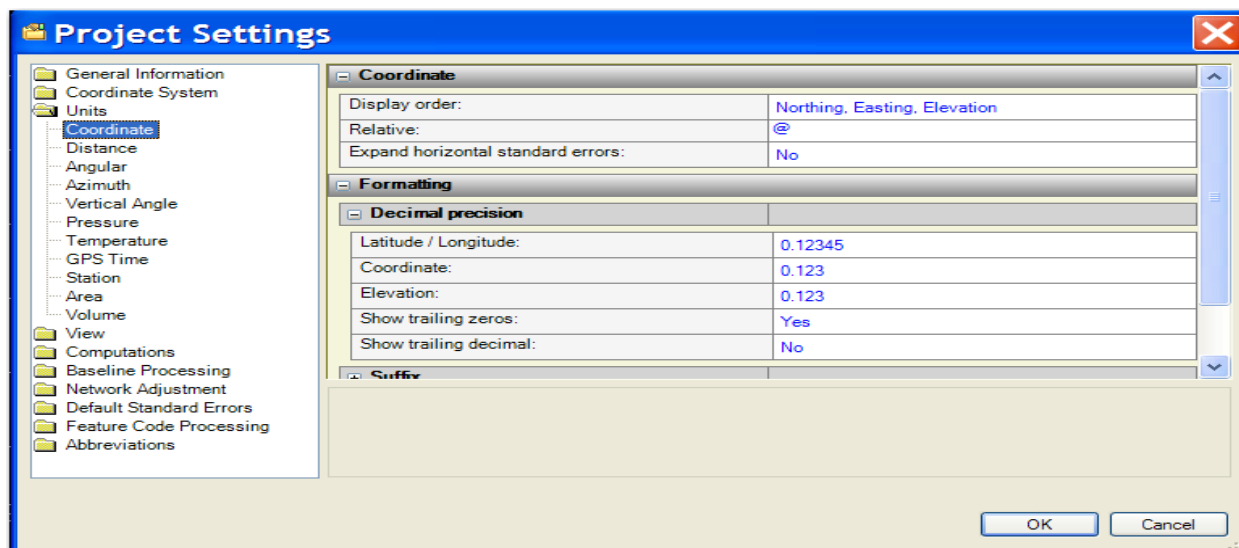 Project Settings
General Information
Coordinate System
Units
Coordinate
Distance
Angular
Azimuth
Vertical Angle
Pressure
Temperature
GPS Time
Station
Area
Volume
View
Computations
Baseline Processing
Network Adjustment
Default Standard Errors
Feature Code Processing
Abbreviations
Coordinate
Display order: Northing, Easting, Elevation
Relative: @
Expand horizontal standard errors: No
Formatting
Decimal precision
Latitude / Longitude: 0.12345
Coordinate: 0.123
Elevation: 0.123
Show trailing zeros: Yes
Show trailing decimal: No
Suffix
OK Cancel